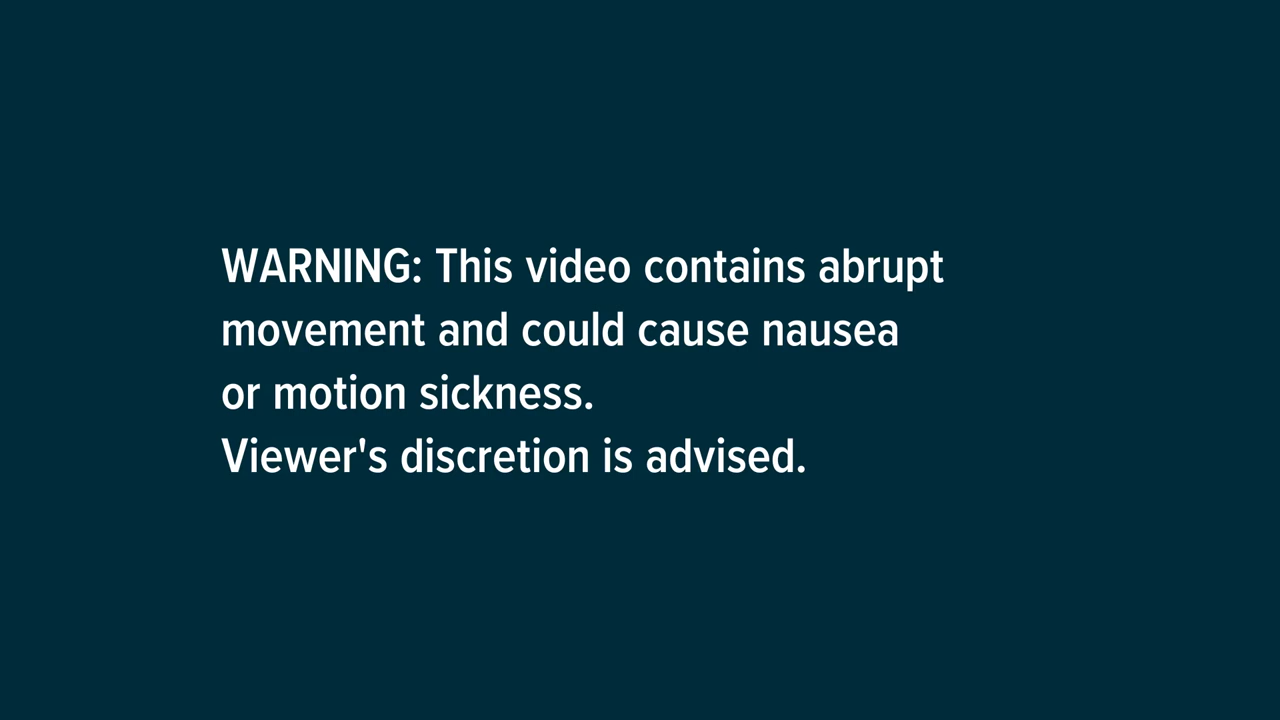 WARNING: This video contains abrupt
movement and could cause nausea
or motion sickness.
Viewer's discretion is advised.